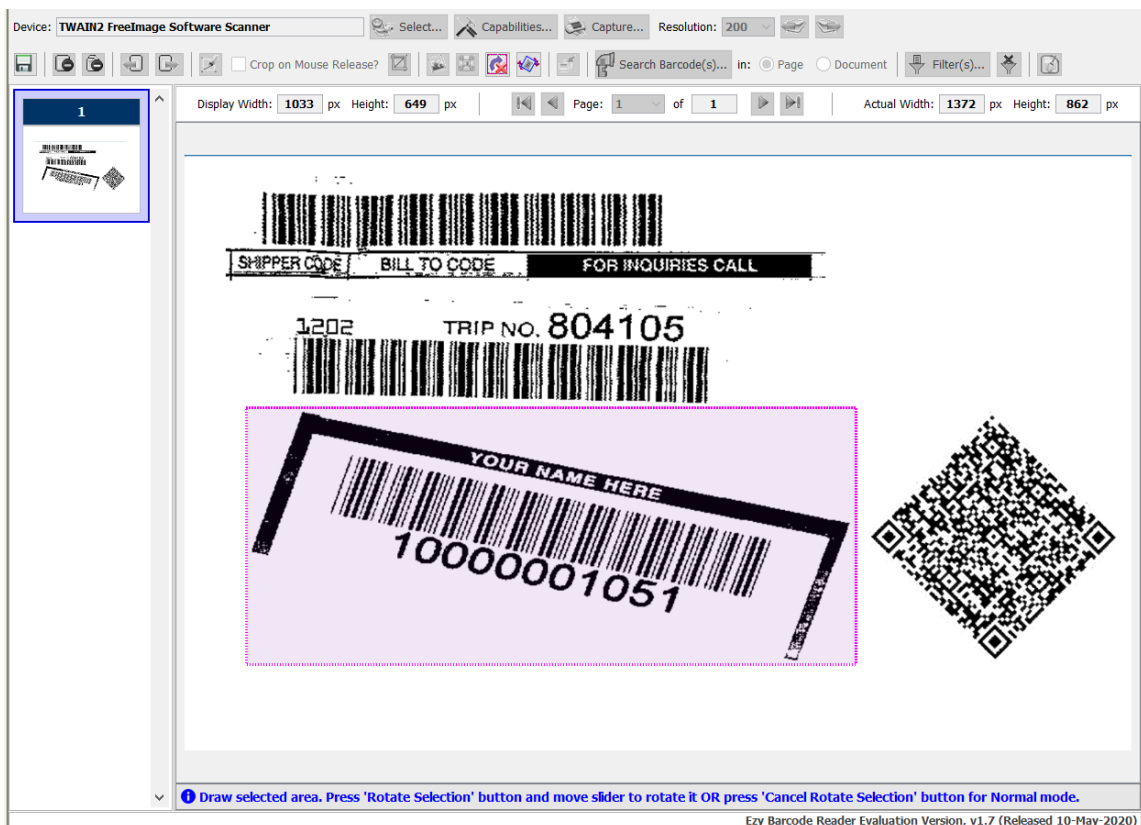 Device: TWAIN2 FreeImage Software Scanner Select... Capabilities... Capture... Resolution: 200
Crop on Mouse Release? Search Barcode(s)... in: Page Document Filter(s)...
1
Display Width: 1033 px Height: 649 px Page: 1 of 1 Actual Width: 1372 px Height: 862 px
SHIPPER CODE BILL TO CODE FOR INQUIRIES CALL
1202 TRIP NO. 804105
YOUR NAME HERE
10000001051
Draw selected area. Press 'Rotate Selection' button and move slider to rotate it OR press 'Cancel Rotate Selection' button for Normal mode.
Ezy Barcode Reader Evaluation Version, v1.7 (Released 10-May-2020)